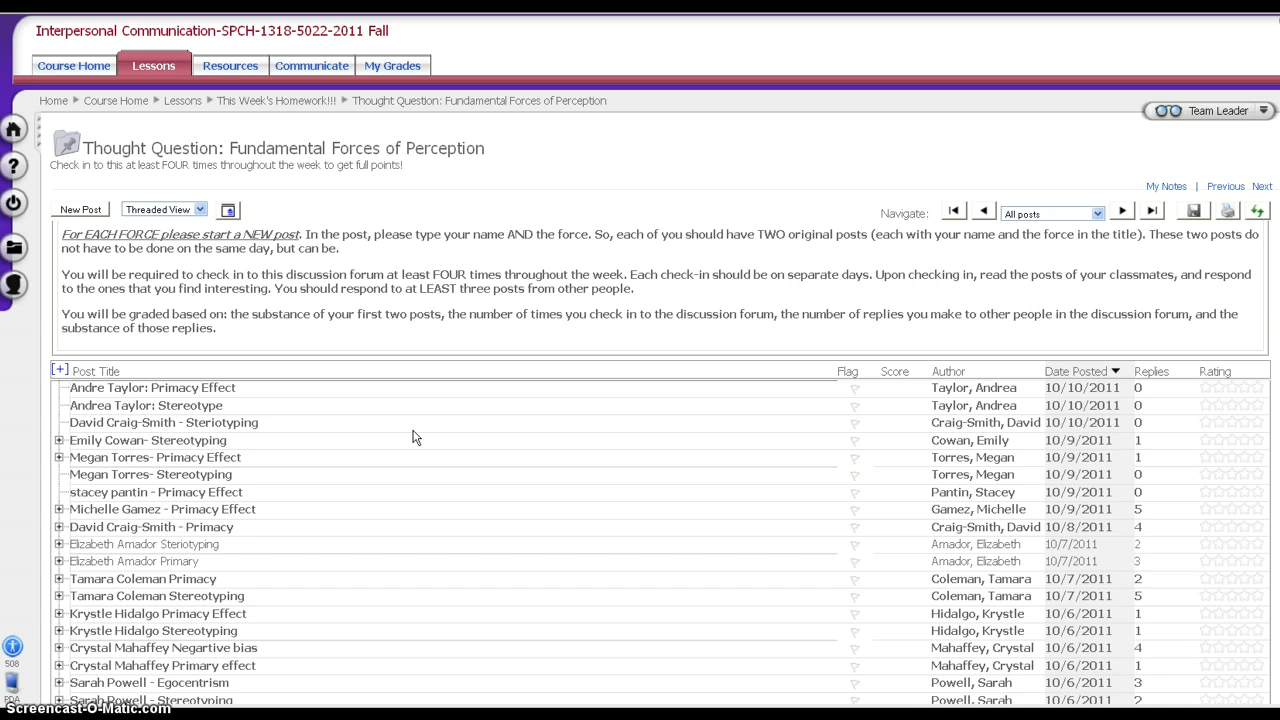 Interpersonal Communication-SPCH-1318-5022-2011 Fall
Course Home Lessons Resources Communicate My Grades
Home Course Home Lessons This Week's Homework!!! Thought Question: Fundamental Forces of Perception
Team Leader
Thought Question: Fundamental Forces of Perception
Check in to this at least FOUR times throughout the week to get full points!
My Notes | Previous Next
New Post Threaded View Navigate: All posts
For EACH FORCE please start a NEW post. In the post, please type your name AND the force. So, each of you should have TWO original posts (each with your name and the force in the title). These two posts do
not have to be done on the same day, but can be.
You will be required to check in to this discussion forum at least FOUR times throughout the week. Each check-in should be on separate days. Upon checking in, read the posts of your classmates, and respond
to the ones that you find interesting. You should respond to at LEAST three posts from other people.
You will be graded based on: the substance of your first two posts, the number of times you check in to the discussion forum, the number of replies you make to other people in the discussion forum, and the
substance of those replies.
[+] Post Title Flag Score Author Date Posted Replies Rating
Andre Taylor: Primacy Effect Taylor, Andrea 10/10/2011 0
Andrea Taylor: Stereotype Taylor, Andrea 10/10/2011 0
David Craig-Smith - Steriotyping Craig-Smith, David 10/10/2011 0
Emily Cowan- Stereotyping Cowan, Emily 10/9/2011 1
Megan Torres- Primacy Effect Torres, Megan 10/9/2011 1
Megan Torres- Stereotyping Torres, Megan 10/9/2011 0
stacey pantin - Primacy Effect Pantin, Stacey 10/9/2011 0
Michelle Gamez - Primacy Effect Gamez, Michelle 10/9/2011 5
David Craig-Smith - Primacy Craig-Smith, David 10/8/2011 4
Elizabeth Amador Steriotyping Amador, Elizabeth 10/7/2011 2
Elizabeth Amador Primary Amador, Elizabeth 10/7/2011 3
Tamara Coleman Primacy Coleman, Tamara 10/7/2011 2
Tamara Coleman Stereotyping Coleman, Tamara 10/7/2011 5
Krystle Hidalgo Primacy Effect Hidalgo, Krystle 10/6/2011 1
Krystle Hidalgo Stereotyping Hidalgo, Krystle 10/6/2011 1
Crystal Mahaffey Negartive bias Mahaffey, Crystal 10/6/2011 4
Crystal Mahaffey Primary effect Mahaffey, Crystal 10/6/2011 1
Sarah Powell - Egocentrism Powell, Sarah 10/6/2011 3
Sarah Powell - Stereotyping Powell, Sarah 10/6/2011 2
508
PDA
Screencast-O-Matic.com